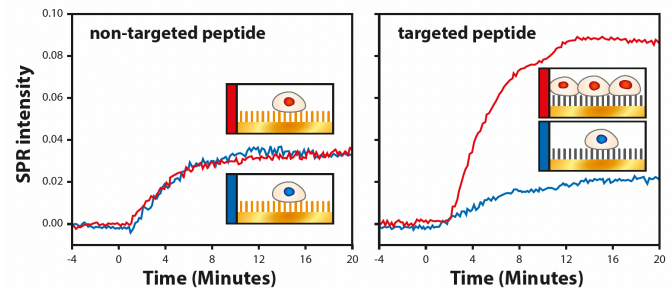 non-targeted peptide
targeted peptide
SPR intensity
0.10
0.08
0.06
0.04
0.02
0.00
-4 0 4 8 12 16 20
-4 0 4 8 12 16 20
Time (Minutes)
Time (Minutes)